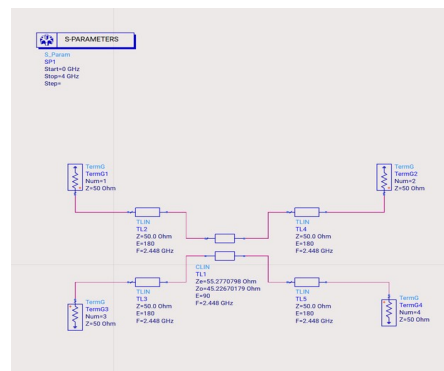 S-PARAMETERS
S_Param
SP1
Start=0 GHz
Stop=4 GHz
Step=
TermG
TermG1
Num=1
Z=50 Ohm
TermG
TermG2
Num=2
Z=50 Ohm
TLIN
TL2
Z=50.0 Ohm
E=180
F=2.448 GHz
TLIN
TL4
Z=50.0 Ohm
E=180
F=2.448 GHz
CLIN
TL1
Ze=55.2770798 Ohm
Zo=45.22670179 Ohm
E=90
F=2.448 GHz
TermG
TermG3
Num=3
Z=50 Ohm
TLIN
TL3
Z=50.0 Ohm
E=180
F=2.448 GHz
TLIN
TL5
Z=50.0 Ohm
E=180
F=2.448 GHz
TermG
TermG4
Num=4
Z=50 Ohm